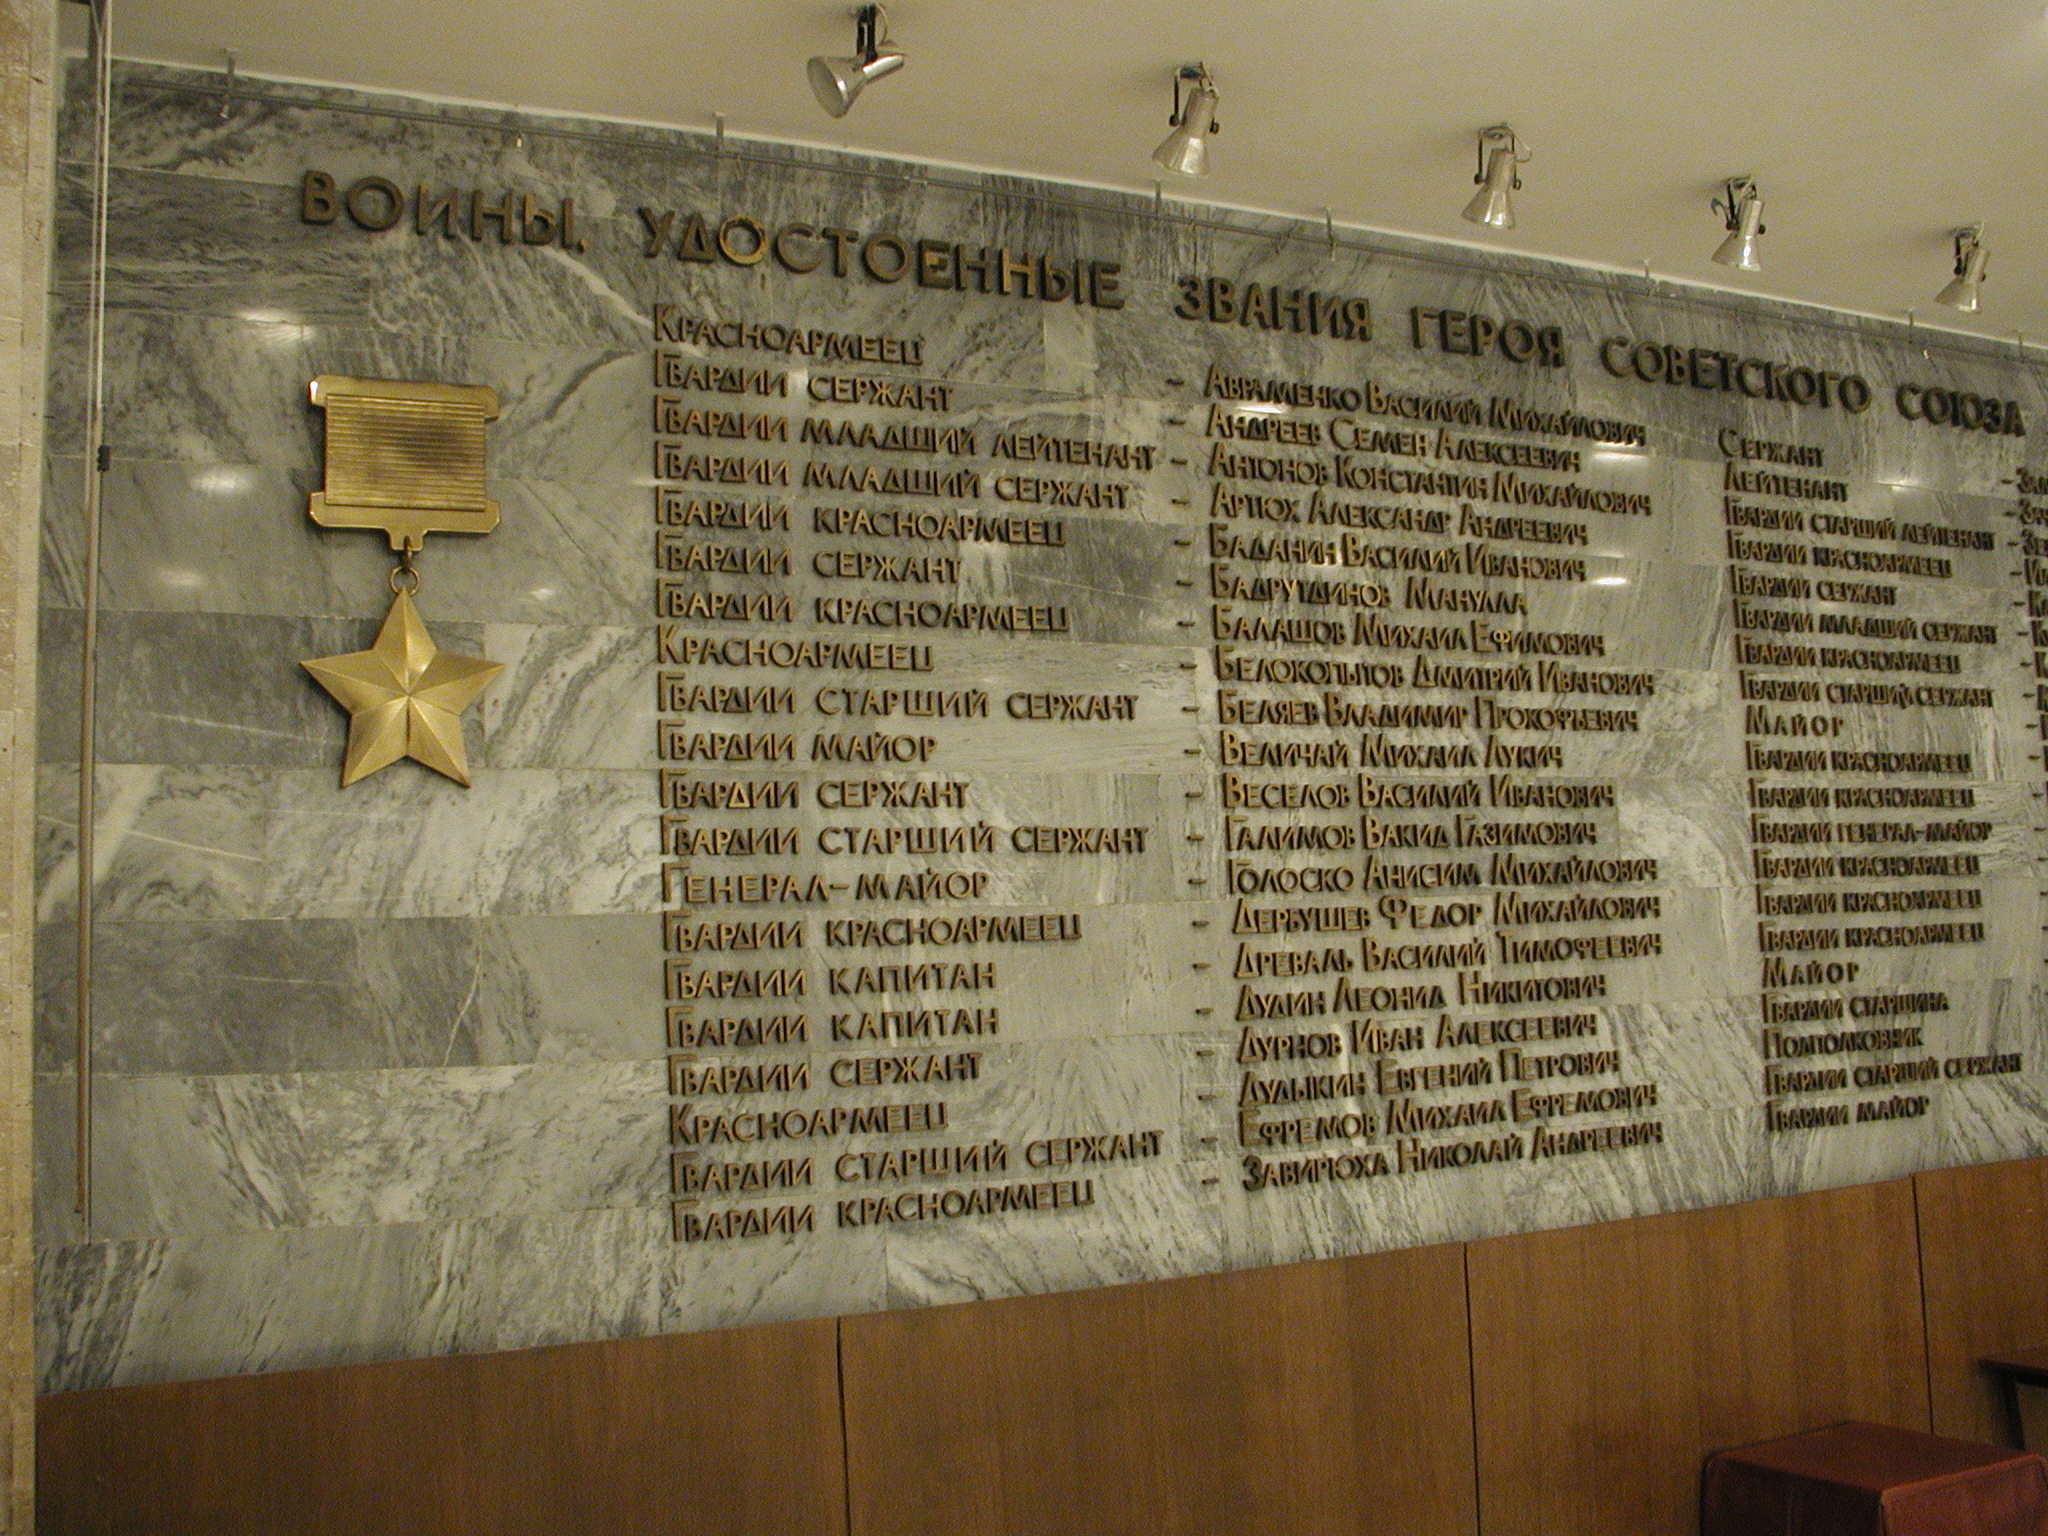 ВОИНЫ, УДОСТОЕННЫЕ ЗВАНИЯ ГЕРОЯ СОВЕТСКОГО СОЮЗА
КРАСНОАРМЕЕЦ – АВРАМЕНКО ВАСИЛИЙ МИХАЙЛОВИЧ
ГВАРДИИ СЕРЖАНТ – АНДРЕЕВ СЕМЕН АЛЕКСЕЕВИЧ
ГВАРДИИ МЛАДШИЙ ЛЕЙТЕНАНТ – АНТОНОВ КОНСТАНТИН МИХАЙЛОВИЧ
ГВАРДИИ МЛАДШИЙ СЕРЖАНТ – АРТЮХ АЛЕКСАНДР АНДРЕЕВИЧ
ГВАРДИИ КРАСНОАРМЕЕЦ – БАДАНИН ВАСИЛИЙ ИВАНОВИЧ
ГВАРДИИ СЕРЖАНТ – БАДРУТДИНОВ МАНУЛЛА
ГВАРДИИ КРАСНОАРМЕЕЦ – БАЛАШОВ МИХАИЛ ЕФИМОВИЧ
КРАСНОАРМЕЕЦ – БЕЛОКОПЫТОВ ДМИТРИЙ ИВАНОВИЧ
ГВАРДИИ СТАРШИЙ СЕРЖАНТ – БЕЛЯЕВ ВЛАДИМИР ПРОКОФЬЕВИЧ
ГВАРДИИ МАЙОР – ВЕЛИЧАЙ МИХАИЛ ЛУКИЧ
ГВАРДИИ СЕРЖАНТ – ВЕСЕЛОВ ВАСИЛИЙ ИВАНОВИЧ
ГВАРДИИ СТАРШИЙ СЕРЖАНТ – ГАЛИМОВ ВАКИД ГАЗИМОВИЧ
ГЕНЕРАЛ-МАЙОР – ГОЛОСКО АНИСИМ МИХАЙЛОВИЧ
ГВАРДИИ КРАСНОАРМЕЕЦ – ДЕРБУШЕВ ФЕДОР МИХАЙЛОВИЧ
ГВАРДИИ КАПИТАН – ДРЕВАЛЬ ВАСИЛИЙ ТИМОФЕЕВИЧ
ГВАРДИИ КАПИТАН – ДУДИН ЛЕОНИД НИКИТОВИЧ
ГВАРДИИ СЕРЖАНТ – ДУРНОВ ИВАН АЛЕКСЕЕВИЧ
КРАСНОАРМЕЕЦ – ДУДЫКИН ЕВГЕНИЙ ПЕТРОВИЧ
ГВАРДИИ СТАРШИЙ СЕРЖАНТ – ЕФРЕМОВ МИХАИЛ ЕФРЕМОВИЧ
ГВАРДИИ КРАСНОАРМЕЕЦ – ЗАВИРЮХА НИКОЛАЙ АНДРЕЕВИЧ
СЕРЖАНТ
ЛЕЙТЕНАНТ
ГВАРДИИ СТАРШИЙ ЛЕЙТЕНАНТ
ГВАРДИИ КРАСНОАРМЕЕЦ
ГВАРДИИ СЕРЖАНТ
ГВАРДИИ МЛАДШИЙ СЕРЖАНТ
ГВАРДИИ КРАСНОАРМЕЕЦ
ГВАРДИИ СТАРШИЙ СЕРЖАНТ
МАЙОР
ГВАРДИИ КРАСНОАРМЕЕЦ
ГВАРДИИ КРАСНОАРМЕЕЦ
ГВАРДИИ ГЕНЕРАЛ-МАЙОР
ГВАРДИИ КРАСНОАРМЕЕЦ
ГВАРДИИ КРАСНОАРМЕЕЦ
ГВАРДИИ КРАСНОАРМЕЕЦ
МАЙОР
ГВАРДИИ СТАРШИНА
ПОДПОЛКОВНИК
ГВАРДИИ СТАРШИЙ СЕРЖАНТ
ГВАРДИИ МАЙОР